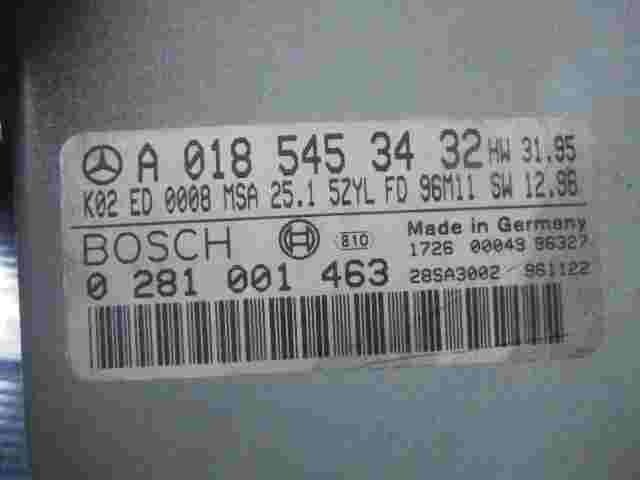 A 018 545 34 32 HW 31.95
K02 ED 0008 MSA 25.1 5ZYL FD 96M11 SW 12.96
BOSCH 810 Made in Germany
1726 00043 96327
0 281 001 463 28SA3002 961122